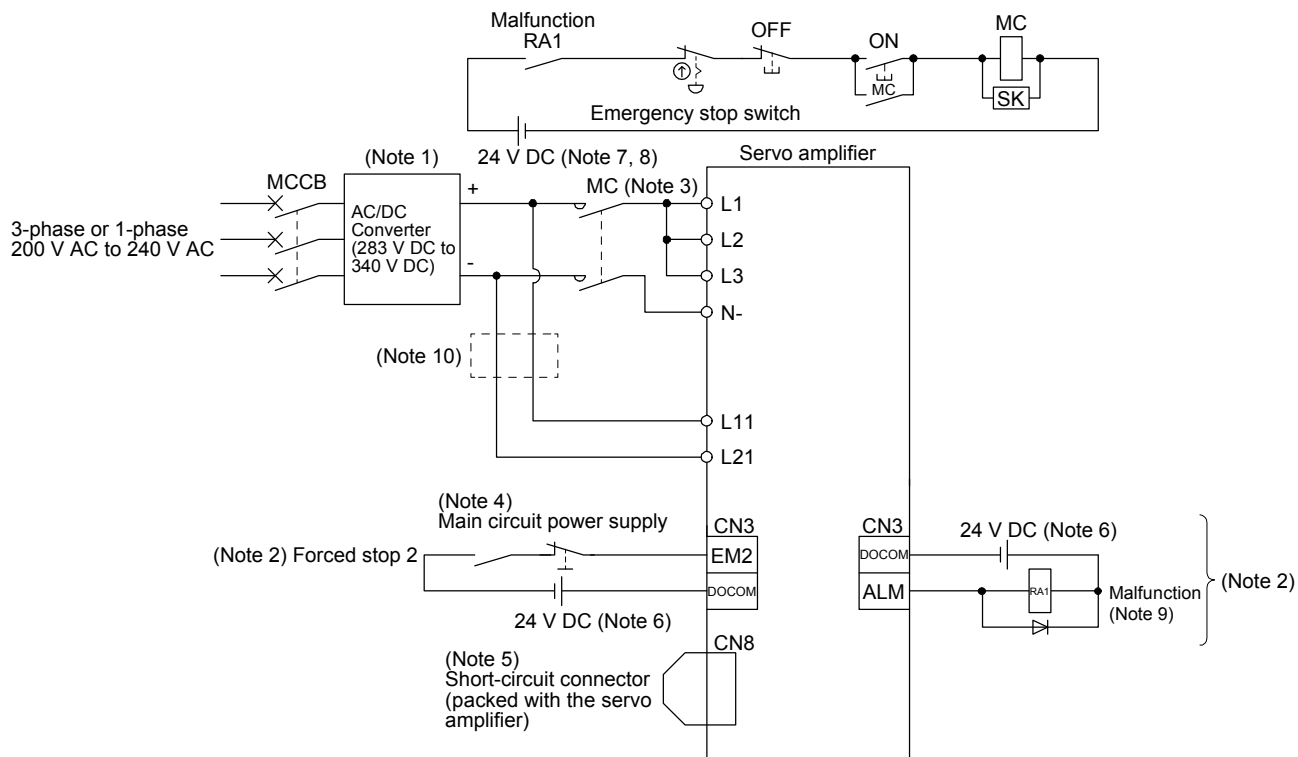 Malfunction
RA1
OFF
ON
MC
MC
SK
Emergency stop switch
24 V DC (Note 7, 8)
Servo amplifier
(Note 1)
MCCB
AC/DC
Converter
(283 V DC to
340 V DC)
+
-
MC (Note 3)
3-phase or 1-phase
200 V AC to 240 V AC
L1
L2
L3
N-
(Note 10)
L11
L21
(Note 4)
Main circuit power supply
(Note 2) Forced stop 2
24 V DC (Note 6)
CN3
EM2
DOCOM
CN3
DOCOM
ALM
24 V DC (Note 6)
RA1
Malfunction
(Note 9)
(Note 2)
CN8
(Note 5)
Short-circuit connector
(packed with the servo
amplifier)